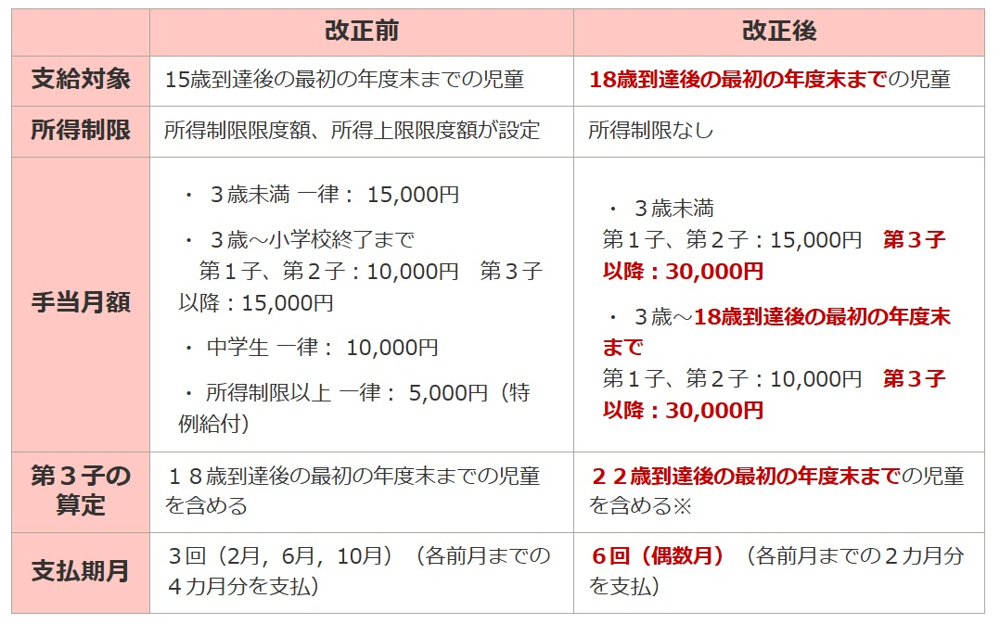 改正前 改正後
支給対象 15歳到達後の最初の年度末までの児童 18歳到達後の最初の年度末までの児童
所得制限 所得制限限度額、所得上限限度額が設定 所得制限なし
手当月額
・ ３歳未満 一律： 15,000円
・ ３歳～小学校終了まで
第１子、第２子：10,000円　第３子
以降：15,000円
・ 中学生 一律： 10,000円
・ 所得制限以上 一律： 5,000円（特
例給付）
・ ３歳未満
第１子、第２子：15,000円　第３子
以降：30,000円
・ ３歳～18歳到達後の最初の年度末
まで
第１子、第２子：10,000円　第３子
以降：30,000円
第３子の
算定
１８歳到達後の最初の年度末までの児童
を含める
２２歳到達後の最初の年度末までの児童
を含める※
支払期月
３回（2月，6月，10月）（各前月までの
４カ月分を支払）
６回（偶数月）（各前月までの２カ月分
を支払）